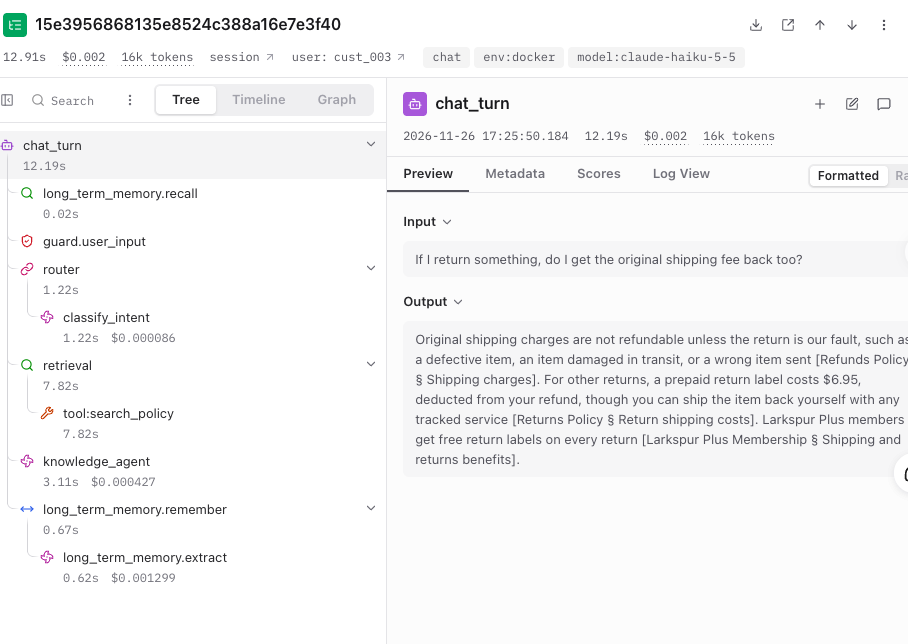 15e3956868135e8524c388a16e7e3f40
12.91s $0.002 16k tokens session user: cust_003 chat env:docker model:claude-haiku-5-5
Search Tree Timeline Graph
chat_turn
12.19s
long_term_memory.recall
0.02s
guard.user_input
router
1.22s
classify_intent
1.22s $0.000086
retrieval
7.82s
tool:search_policy
7.82s
knowledge_agent
3.11s $0.000427
long_term_memory.remember
0.67s
long_term_memory.extract
0.62s $0.001299
chat_turn
2026-11-26 17:25:50.184 12.19s $0.002 16k tokens
Preview Metadata Scores Log View Formatted Ra
Input
If I return something, do I get the original shipping fee back too?
Output
Original shipping charges are not refundable unless the return is our fault, such as
a defective item, an item damaged in transit, or a wrong item sent [Refunds Policy
§ Shipping charges]. For other returns, a prepaid return label costs $6.95,
deducted from your refund, though you can ship the item back yourself with any
tracked service [Returns Policy § Return shipping costs]. Larkspur Plus members
get free return labels on every return [Larkspur Plus Membership § Shipping and
returns benefits].